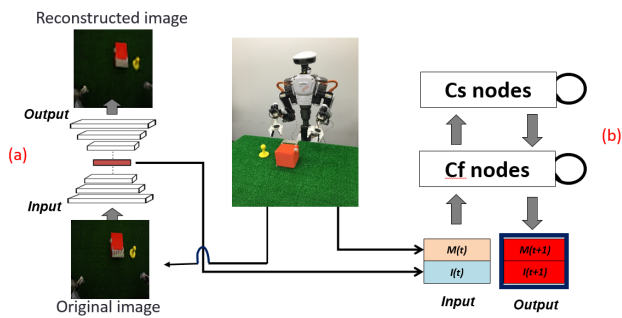 Reconstructed image
Output
(a)
Input
Original image
Cs nodes
(b)
Cf nodes
M(t)
I(t)
Input
M(t+1)
I(t+1)
Output